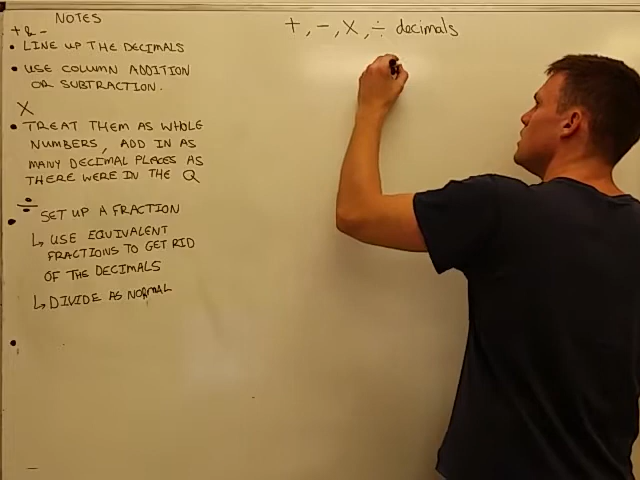 NOTES
+ & -
• LINE UP THE DECIMALS
• USE COLUMN ADDITION
OR SUBTRACTION.
X
• TREAT THEM AS WHOLE
NUMBERS, ADD IN AS
MANY DECIMAL PLACES AS
THERE WERE IN THE Q
÷
• SET UP A FRACTION
↳ USE EQUIVALENT
FRACTIONS TO GET RID
OF THE DECIMALS
↳ DIVIDE AS NORMAL
•
+, -, X, ÷ decimals